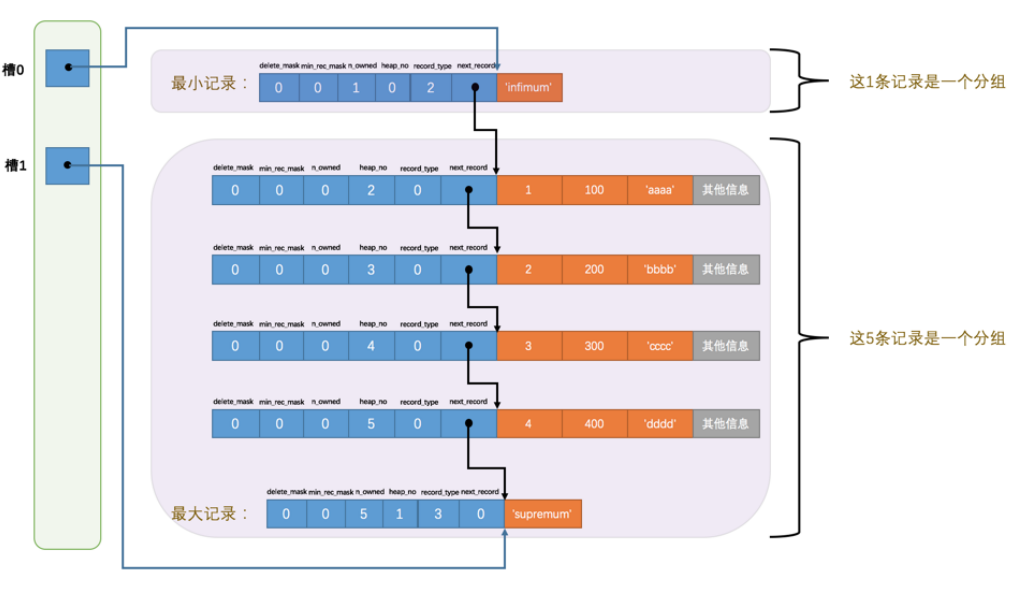 槽0
delete_mask min_rec_mask n_owned heap_no record_type next_record
最小记录： 0 0 1 0 2 'infimum'
这1条记录是一个分组
槽1
delete_mask min_rec_mask n_owned heap_no record_type next_record
0 0 0 2 0 1 100 'aaaa' 其他信息
delete_mask min_rec_mask n_owned heap_no record_type next_record
0 0 0 3 0 2 200 'bbbb' 其他信息
delete_mask min_rec_mask n_owned heap_no record_type next_record
0 0 0 4 0 3 300 'cccc' 其他信息
这5条记录是一个分组
delete_mask min_rec_mask n_owned heap_no record_type next_record
0 0 0 5 0 4 400 'dddd' 其他信息
delete_mask min_rec_mask n_owned heap_no record_type next_record
最大记录： 0 0 5 1 3 0 'supremum'